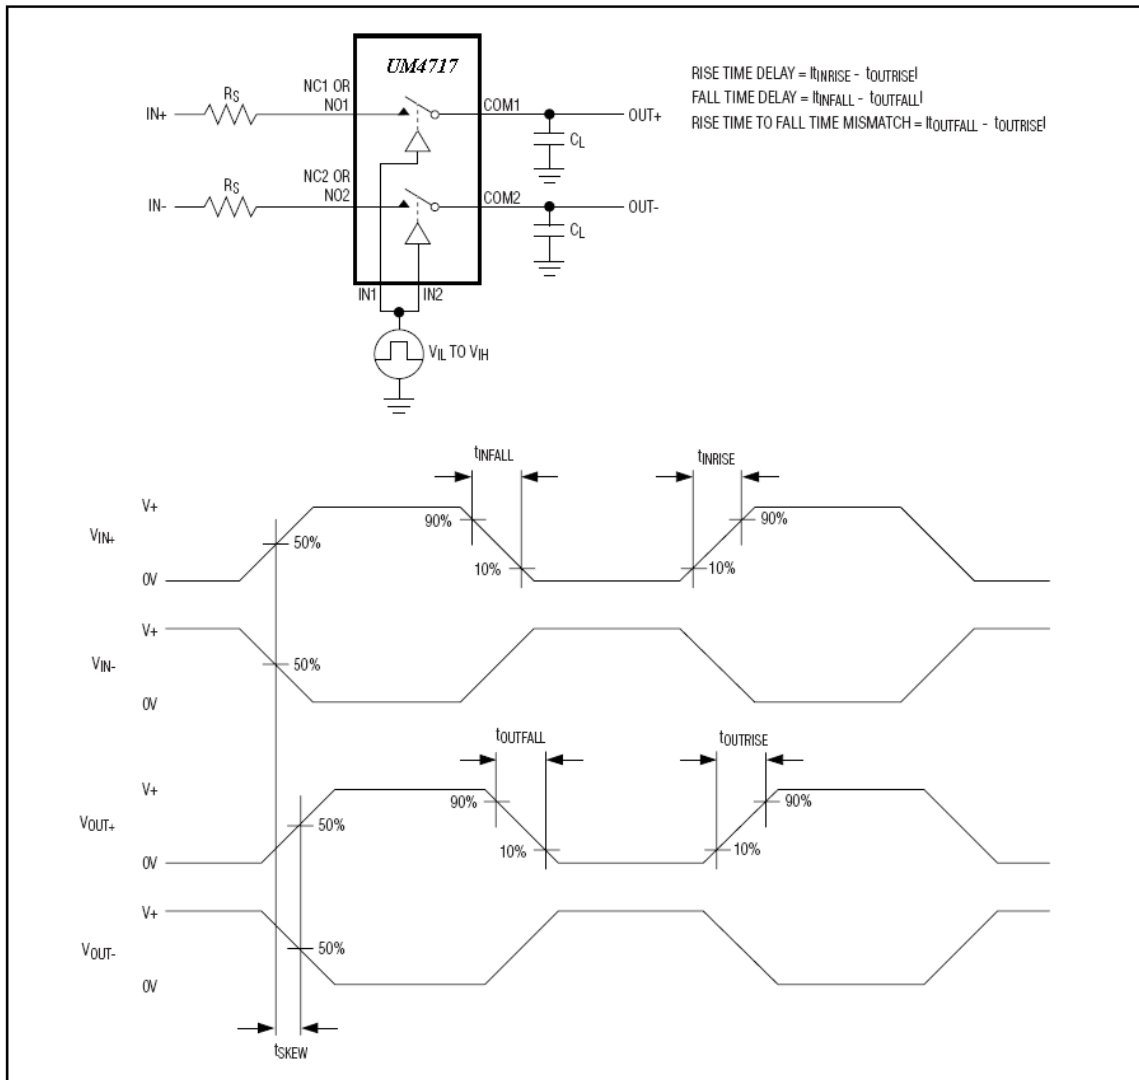 UM4717
NC1 OR
NO1
RS
IN+
COM1
OUT+
CL
NC2 OR
NO2
RS
IN-
COM2
OUT-
CL
IN1
IN2
VIL TO VIH
RISE TIME DELAY = |tINRISE - tOUTRISE|
FALL TIME DELAY = |tINFALL - tOUTFALL|
RISE TIME TO FALL TIME MISMATCH = |tOUTFALL - tOUTRISE|
tINFALL
tINRISE
V+
90%
90%
VIN+
50%
10%
10%
0V
V+
VIN-
50%
0V
tOUTFALL
tOUTRISE
V+
90%
90%
VOUT+
50%
10%
10%
0V
V+
VOUT-
50%
0V
tSKEW